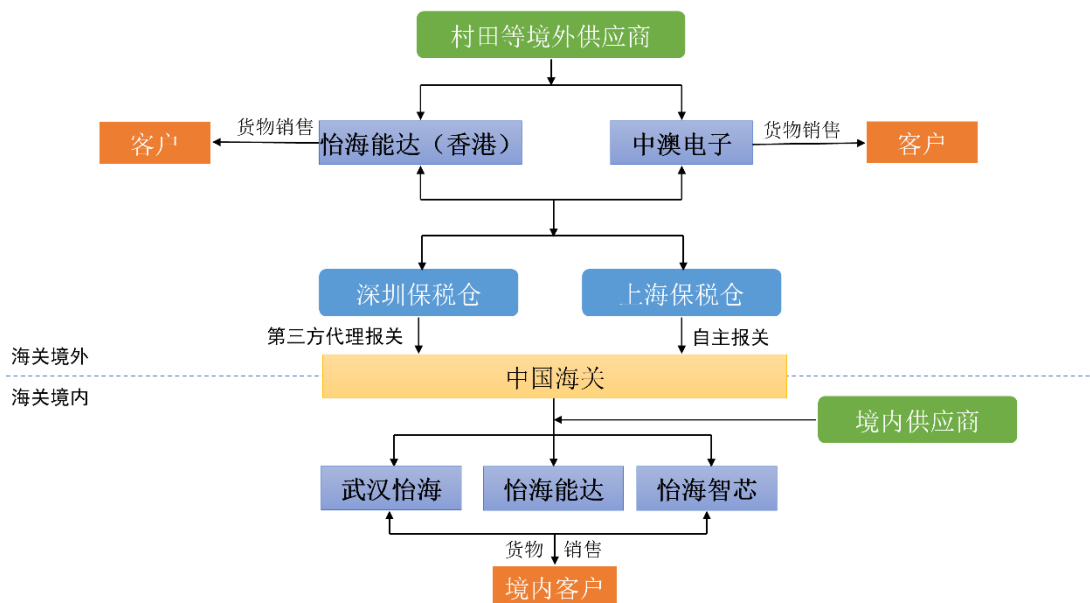 村田等境外供应商
货物销售
货物销售
客户
怡海能达（香港）
中澳电子
客户
深圳保税仓
上海保税仓
第三方代理报关
自主报关
海关境外
中国海关
海关境内
境内供应商
武汉怡海
怡海能达
怡海智芯
货物 销售
境内客户